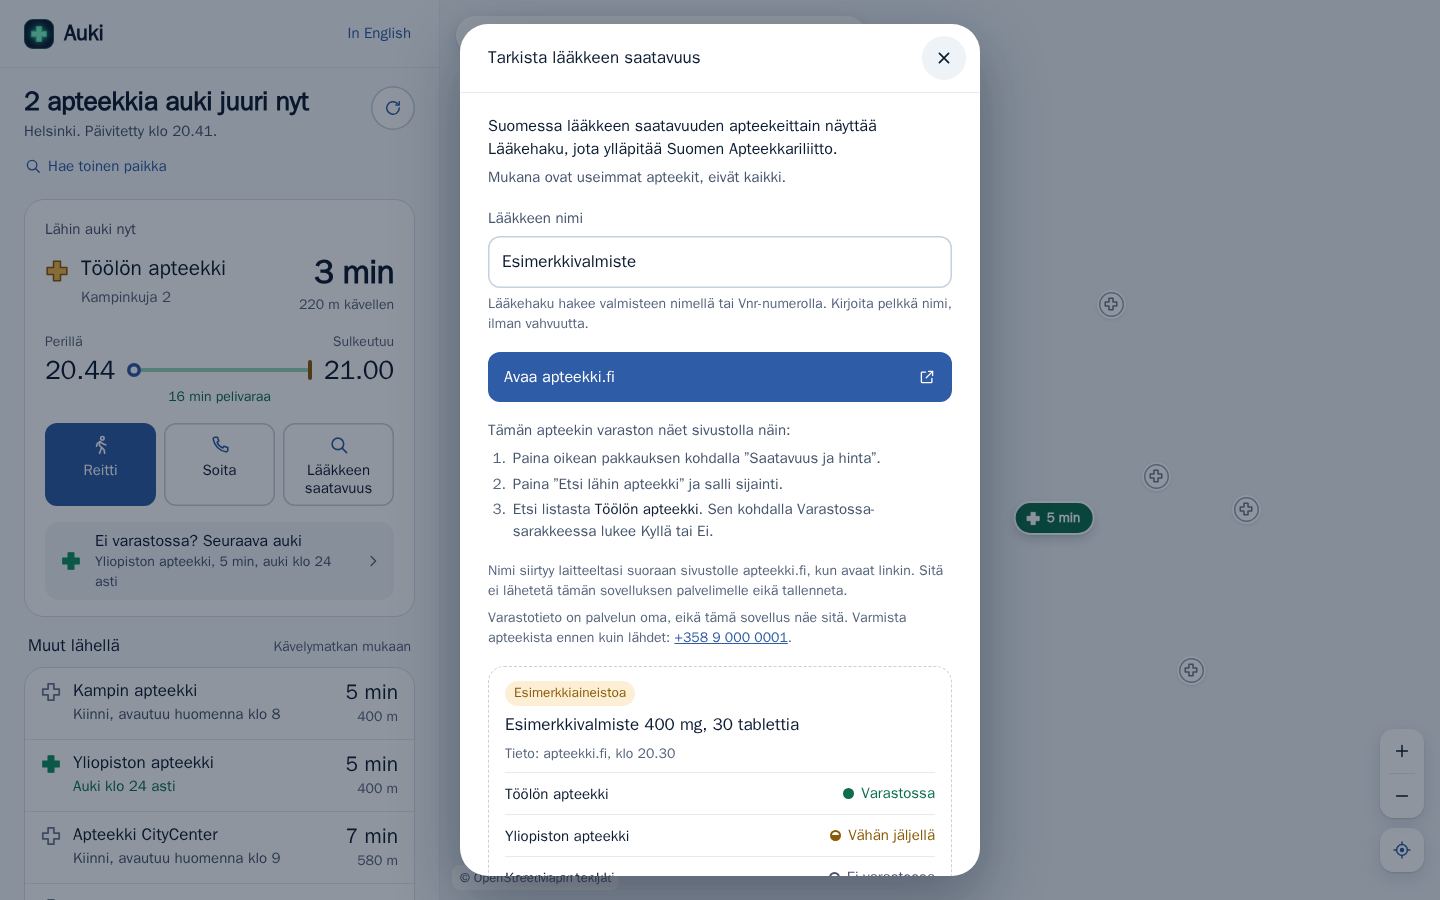 Auki
In English
2 apteekkia auki juuri nyt
Helsinki. Päivitetty klo 20.41.
Hae toinen paikka
Lähin auki nyt
Töölön apteekki
3 min
Kampinkuja 2
220 m kävellen
Perillä
Sulkeutuu
20.44
21.00
16 min pelivaraa
Reitti
Soita
Lääkkeen
saatavuus
Ei varastossa? Seuraava auki
Yliopiston apteekki, 5 min, auki klo 24
asti
Muut lähellä
Kävelymatkan mukaan
Kampin apteekki
5 min
Kiinni, avautuu huomenna klo 8
400 m
Yliopiston apteekki
5 min
Auki klo 24 asti
400 m
Apteekki CityCenter
7 min
Kiinni, avautuu huomenna klo 9
580 m
Tarkista lääkkeen saatavuus
Suomessa lääkkeen saatavuuden apteekeittain näyttää
Lääkehaku, jota ylläpitää Suomen Apteekkariliitto.
Mukana ovat useimmat apteekit, eivät kaikki.
Lääkkeen nimi
Esimerkkivalmiste
Lääkehaku hakee valmisteen nimellä tai Vnr-numerolla. Kirjoita pelkkä nimi,
ilman vahvuutta.
Avaa apteekki.fi
Tämän apteekin varaston näet sivustolla näin:
1. Paina oikean pakkauksen kohdalla ”Saatavuus ja hinta”.
2. Paina ”Etsi lähin apteekki” ja salli sijainti.
3. Etsi listasta Töölön apteekki. Sen kohdalla Varastossa-
sarakkeessa lukee Kyllä tai Ei.
Nimi siirtyy laitteeltasi suoraan sivustolle apteekki.fi, kun avaat linkin. Sitä
ei lähetetä tämän sovelluksen palvelimelle eikä tallenneta.
Varastotieto on palvelun oma, eikä tämä sovellus näe sitä. Varmista
apteekista ennen kuin lähdet: +358 9 000 0001.
Esimerkkiaineistoa
Esimerkkivalmiste 400 mg, 30 tablettia
Tieto: apteekki.fi, klo 20.30
Töölön apteekki
Varastossa
Yliopiston apteekki
Vähän jäljellä
Ei varastossa
5 min
© OpenStreetMapin tekijät